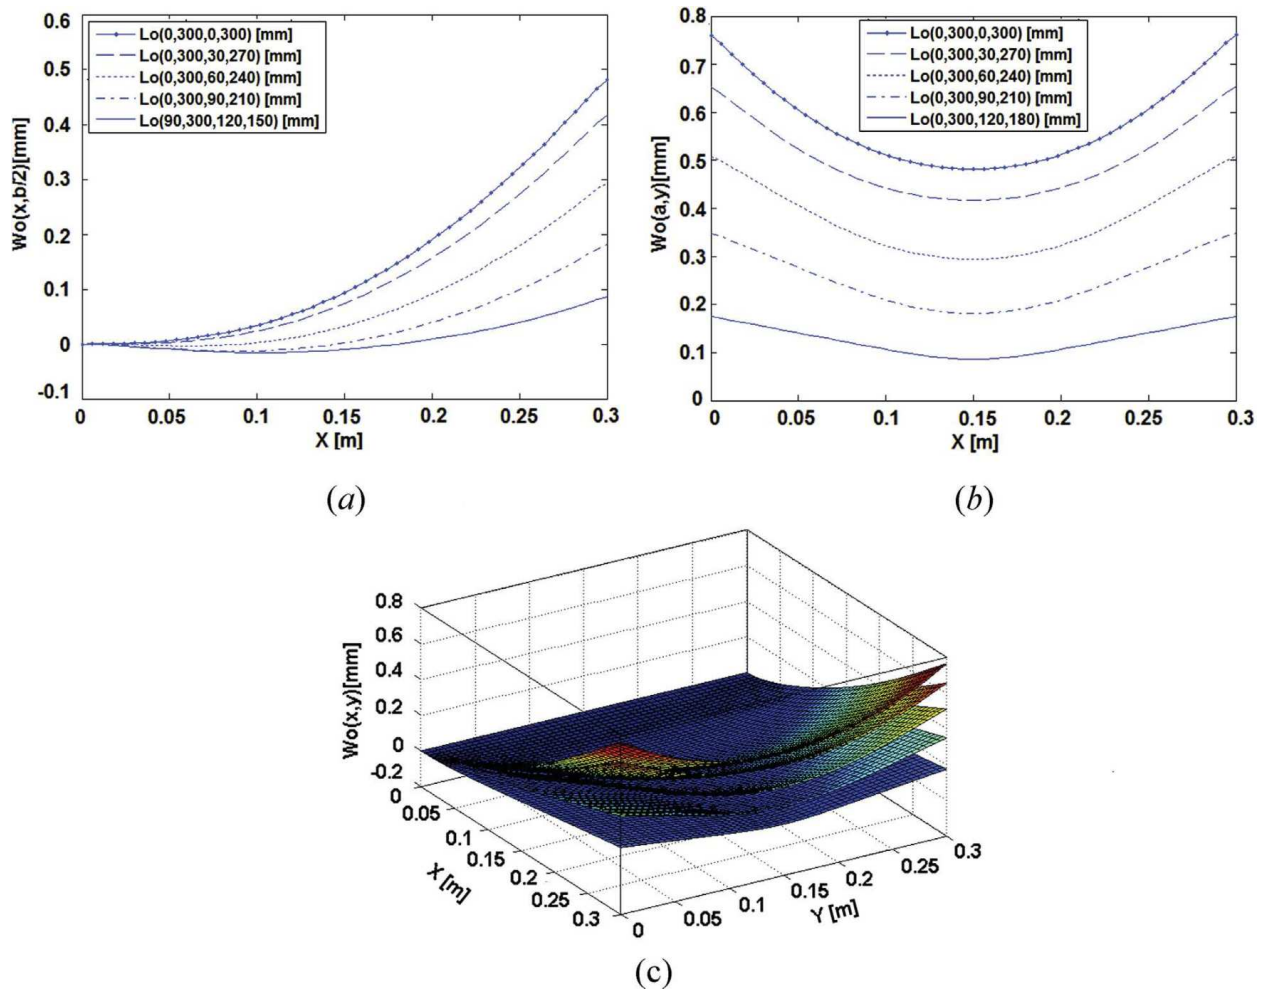 0.6
0.5
0.4
0.3
0.2
0.1
0
-0.1
Wo(x,b/2)[mm]
Lo(0,300,0,300) [mm]
Lo(0,300,30,270) [mm]
Lo(0,300,60,240) [mm]
Lo(0,300,90,210) [mm]
Lo(90,300,120,150) [mm]
0 0.05 0.1 0.15 0.2 0.25 0.3
X [m]
(a)
0.8
0.7
0.6
0.5
0.4
0.3
0.2
0.1
0
Wo(a,y)[mm]
Lo(0,300,0,300) [mm]
Lo(0,300,30,270) [mm]
Lo(0,300,60,240) [mm]
Lo(0,300,90,210) [mm]
Lo(0,300,120,180) [mm]
0 0.05 0.1 0.15 0.2 0.25 0.3
X [m]
(b)
0.8
0.6
0.4
0.2
0
-0.2
Wo(x,y)[mm]
0
0.05
0.1
0.15
0.2
0.25
0.3
X [m]
0
0.05
0.1
0.15
0.2
0.25
0.3
Y [m]
(c)